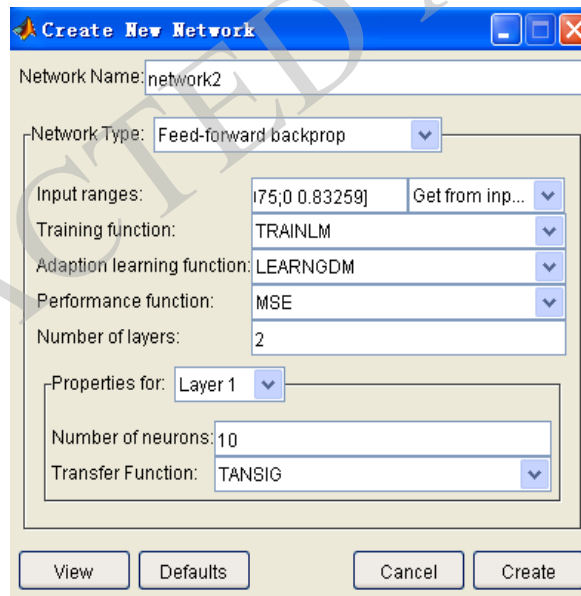 Create New Network
Network Name: network2
Network Type: Feed-forward backprop
Input ranges: 75;0 0.83259] Get from inp...
Training function: TRAINLM
Adaption learning function: LEARNGDM
Performance function: MSE
Number of layers: 2
Properties for: Layer 1
Number of neurons: 10
Transfer Function: TANSIG
View Defaults Cancel Create